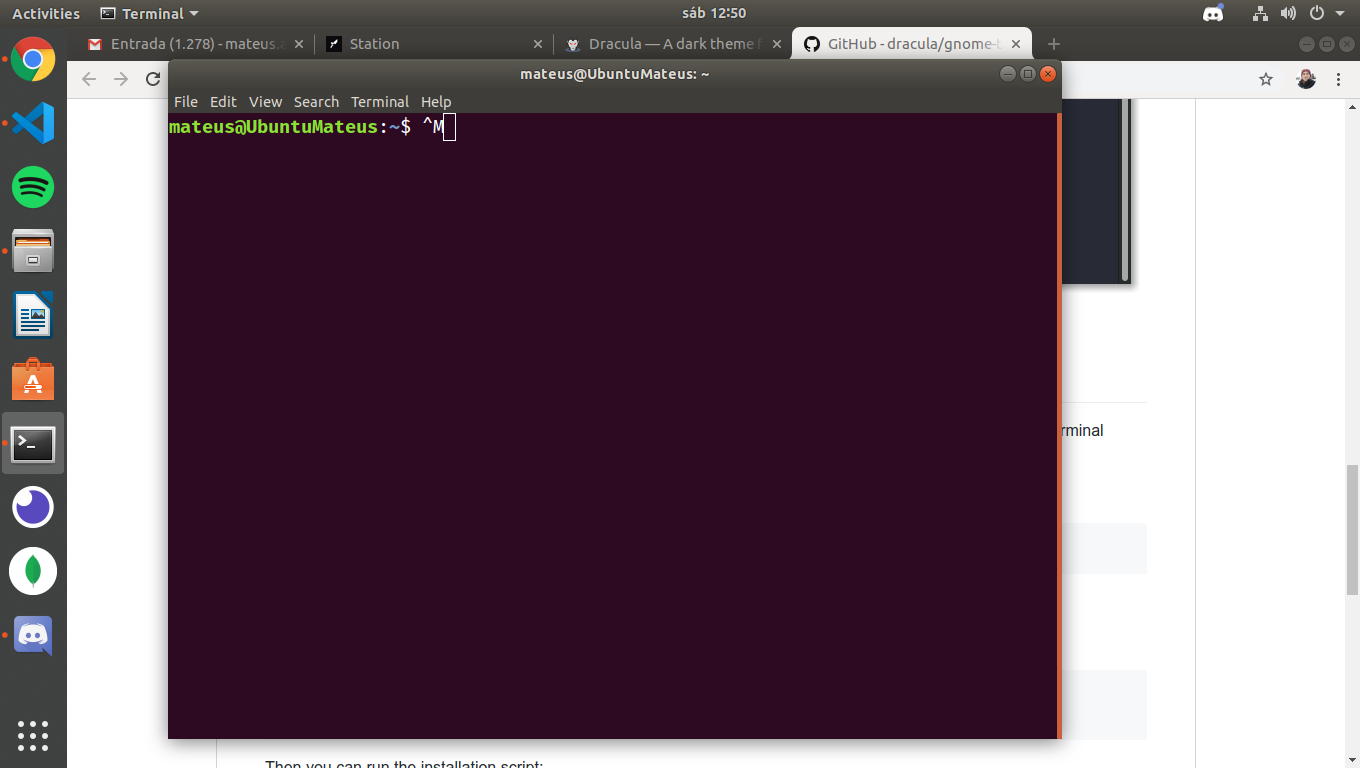 Activities Terminal sáb 12:50
Entrada (1.278) - mateus.a Station Dracula — A dark theme f GitHub - dracula/gnome-t
mateus@UbuntuMateus: ~
File Edit View Search Terminal Help
mateus@UbuntuMateus:~$ ^M
rminal
Then you can run the installation script: